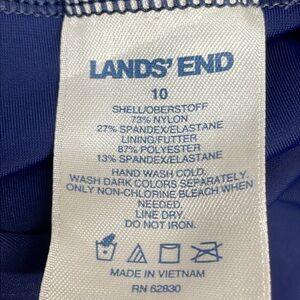 LANDS' END
10
SHELL/OBERSTOFF
73% NYLON
27% SPANDEX/ELASTANE
LINING/FUTTER
87% POLYESTER
13% SPANDEX/ELASTANE
HAND WASH COLD.
WASH DARK COLORS SEPARATELY.
ONLY NON-CHLORINE BLEACH WHEN
NEEDED.
LINE DRY.
DO NOT IRON.
MADE IN VIETNAM
RN 62830